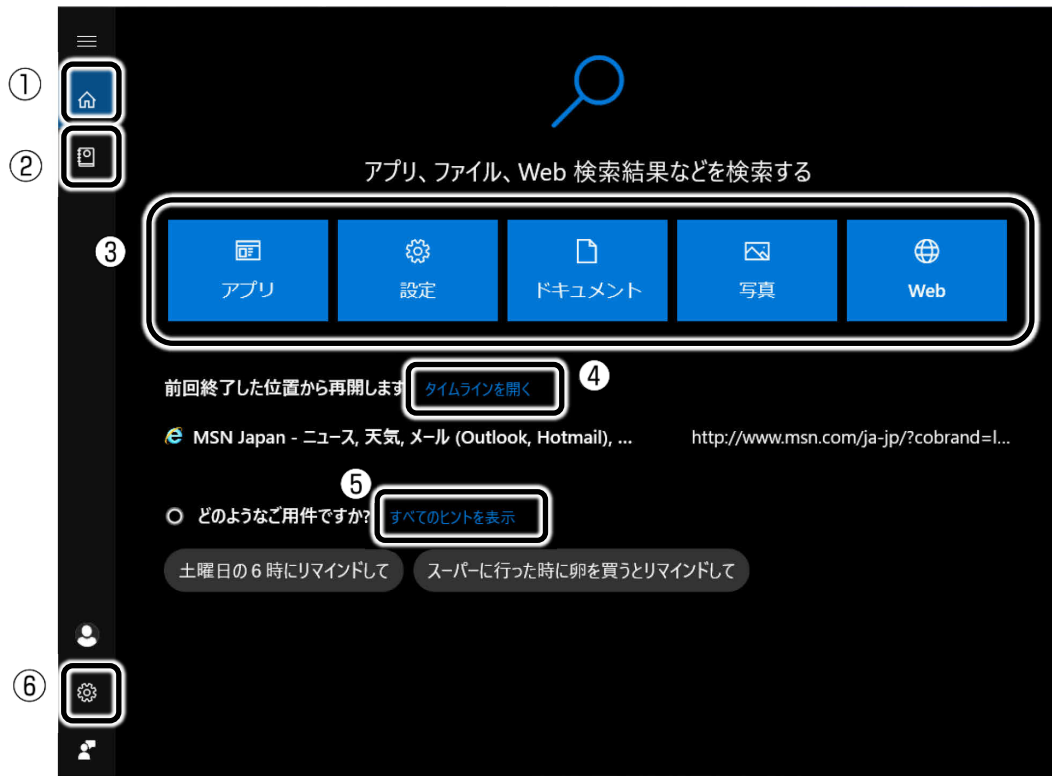 ①
②
アプリ、ファイル、Web 検索結果などを検索する
③
アプリ
設定
ドキュメント
写真
Web
前回終了した位置から再開します タイムラインを開く
④
MSN Japan - ニュース, 天気, メール (Outlook, Hotmail), ... http://www.msn.com/ja-jp/?cobrand=l...
⑤
どのようなご用件ですか? すべてのヒントを表示
土曜日の 6 時にリマインドして スーパーに行った時に卵を買うとリマインドして
⑥